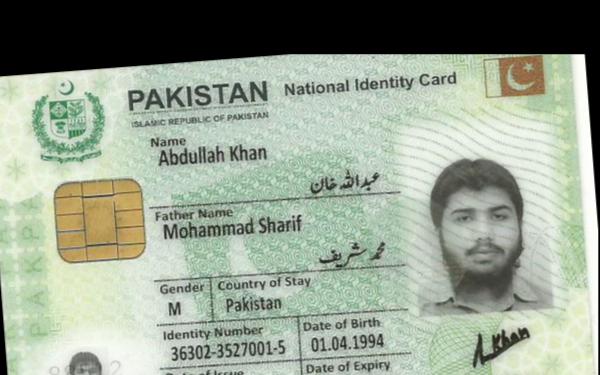 PAKISTAN National Identity Card
ISLAMIC REPUBLIC OF PAKISTAN
Name
Abdullah Khan
عبداللہ خان
Father Name
Mohammad Sharif
محمد شریف
Gender Country of Stay
M Pakistan
Identity Number Date of Birth
36302-3527001-5 01.04.1994
Date of Issue Date of Expiry
A.Khan